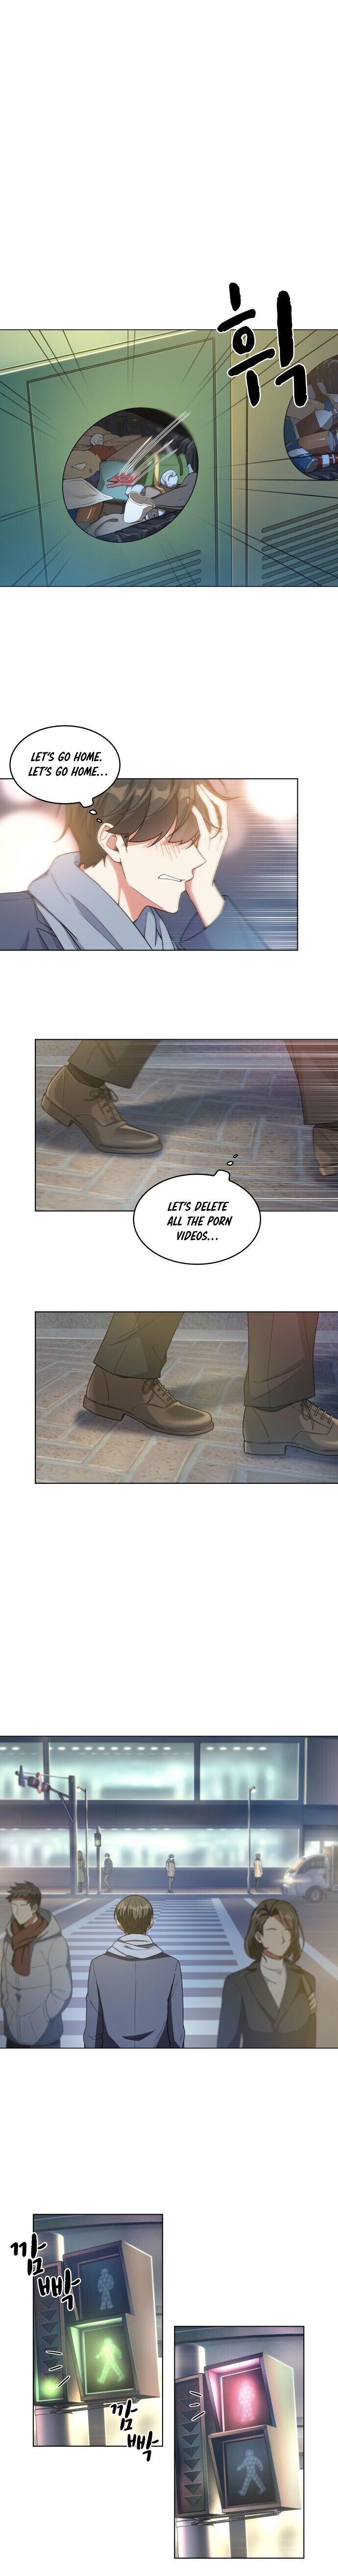 휙
LET'S GO HOME.
LET'S GO HOME...
LET'S DELETE
ALL THE PORN
VIDEOS...
깜
빡
깜
빡